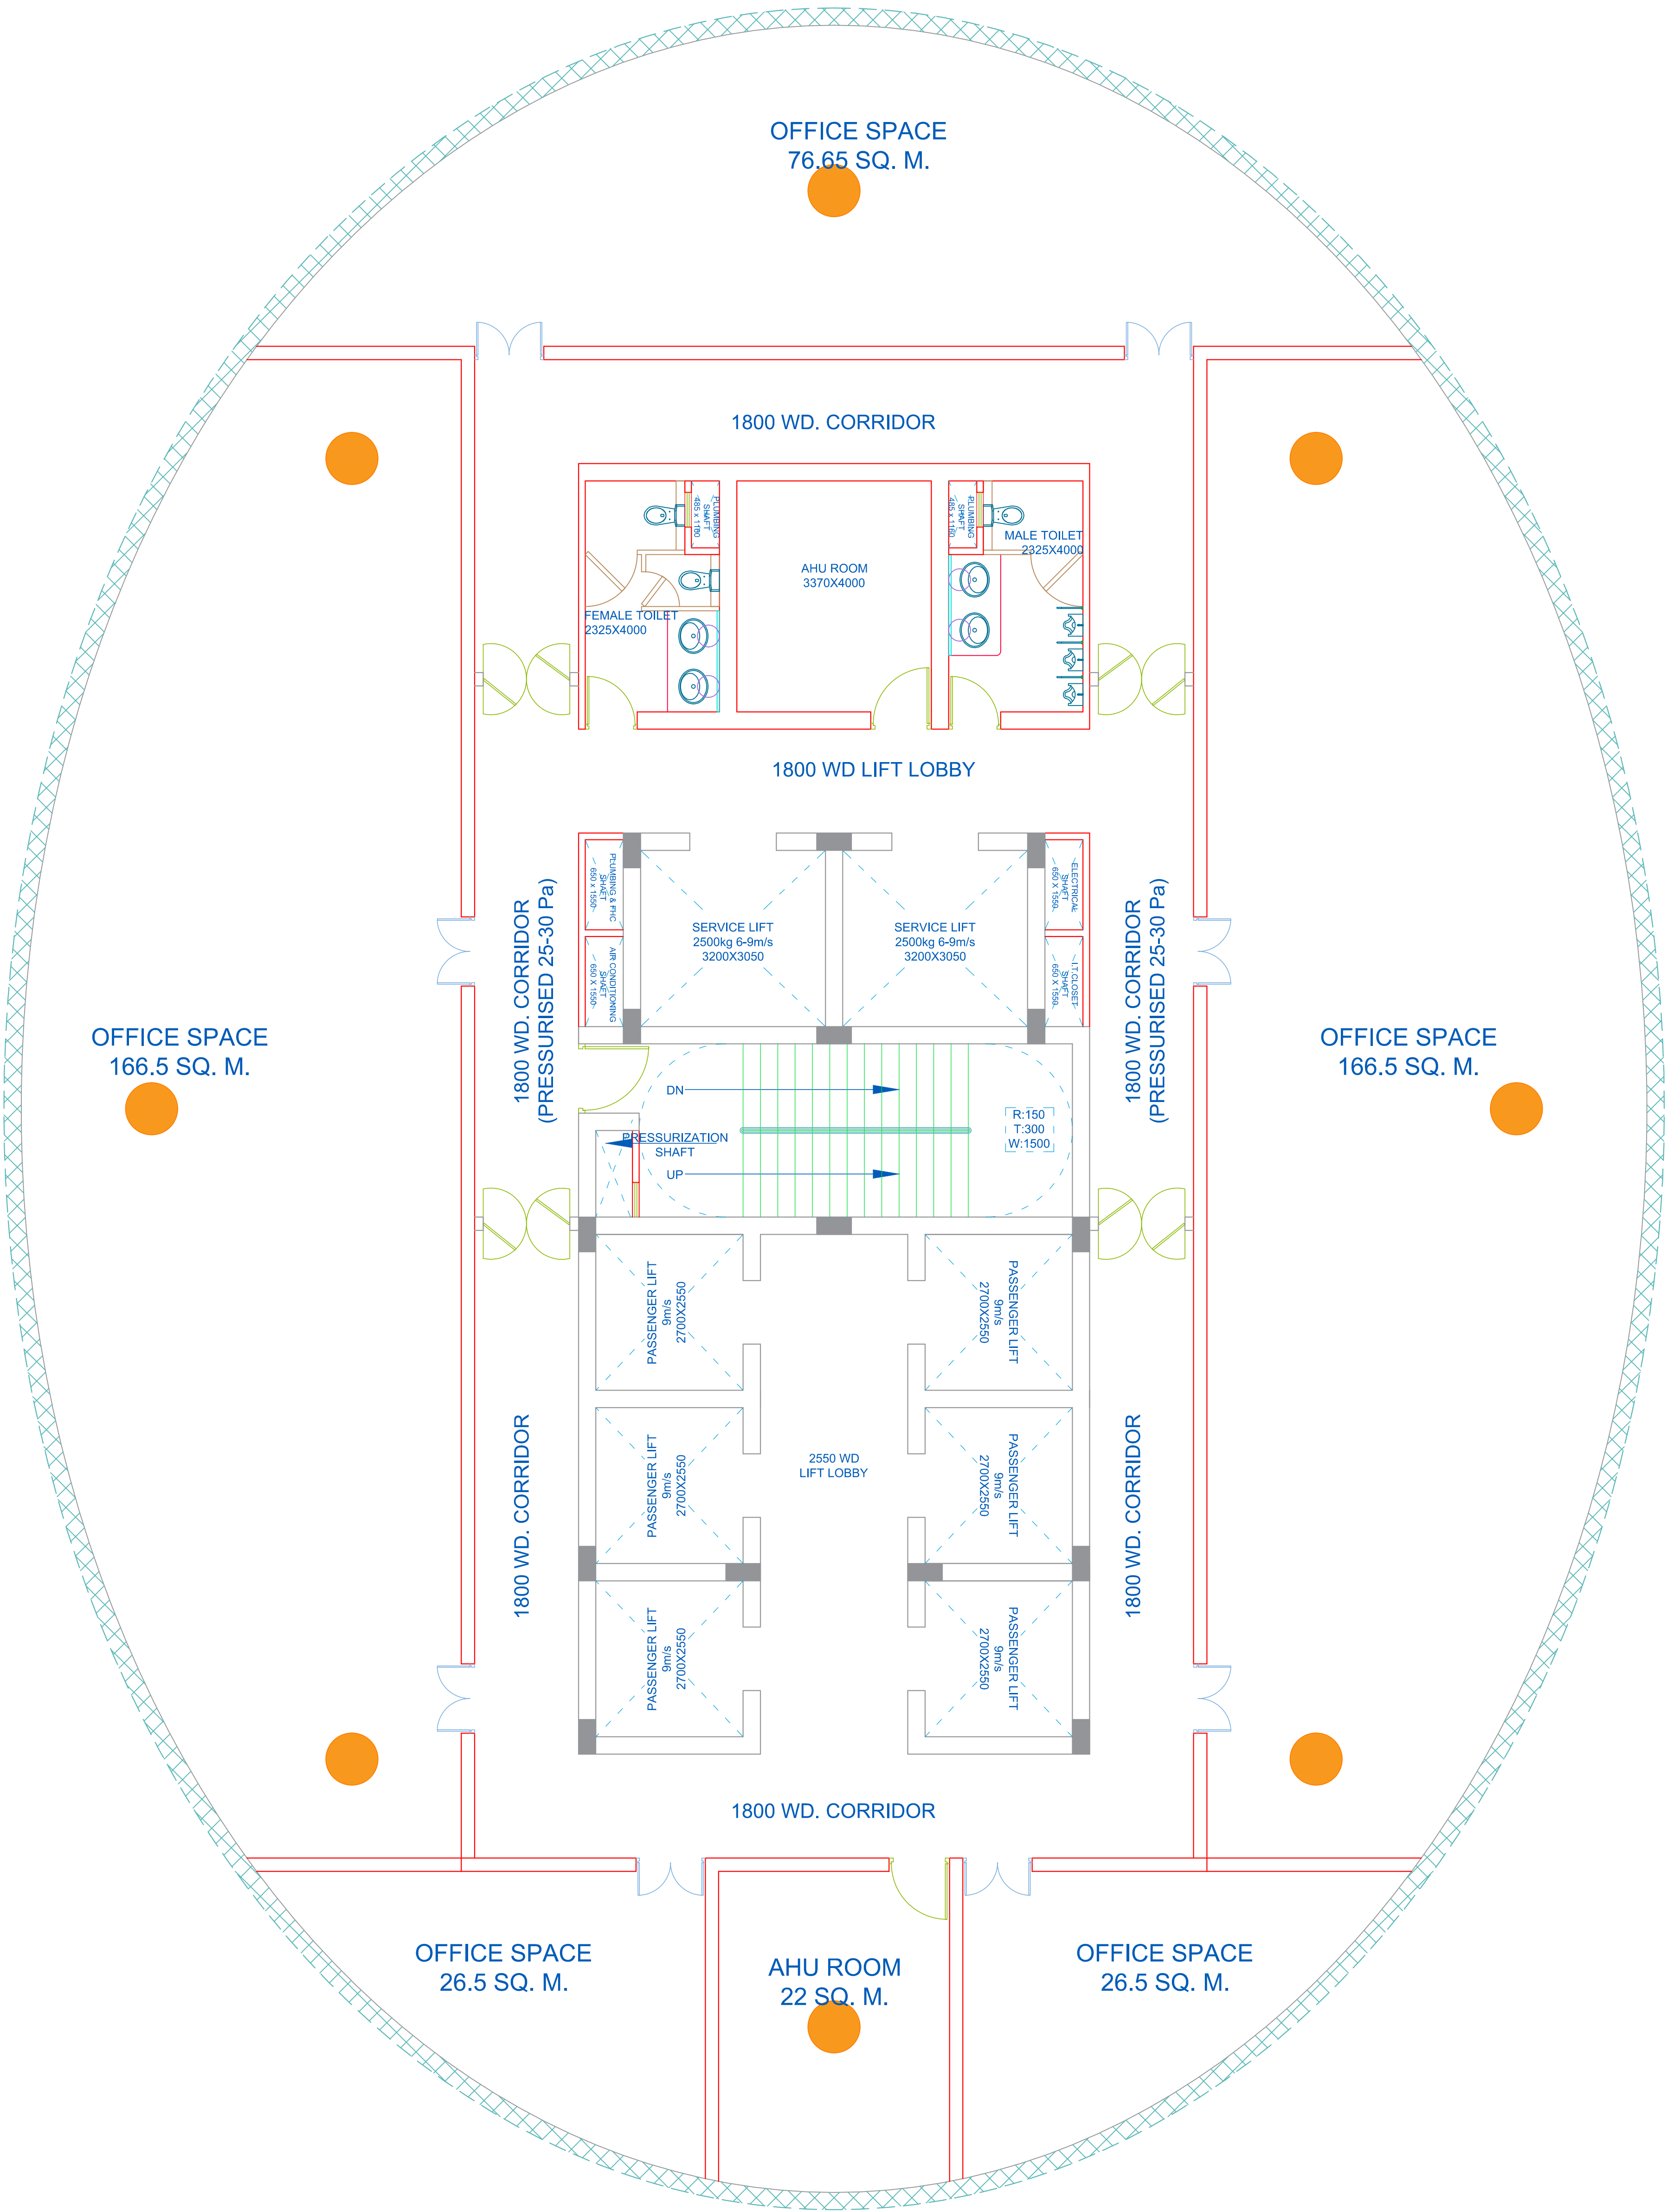 OFFICE SPACE
76.65 SQ. M.
1800 WD. CORRIDOR
PLUMBING
SHAFT
485 x 1160
PLUMBING
SHAFT
485 x 1160
MALE TOILET
2325X4000
AHU ROOM
3370X4000
FEMALE TOILET
2325X4000
1800 WD LIFT LOBBY
1800 WD. CORRIDOR
(PRESSURISED 25-30 Pa)
PLUMBING & FHC
SHAFT
650 x 1550
AIR CONDITIONING
SHAFT
650 X 1550
SERVICE LIFT
2500kg 6-9m/s
3200X3050
SERVICE LIFT
2500kg 6-9m/s
3200X3050
ELECTRICAL
SHAFT
650 X 1550
I.T.CLOSET
SHAFT
650 X 1550
1800 WD. CORRIDOR
(PRESSURISED 25-30 Pa)
OFFICE SPACE
166.5 SQ. M.
OFFICE SPACE
166.5 SQ. M.
DN
R:150
T:300
W:1500
PRESSURIZATION
SHAFT
UP
PASSENGER LIFT
9m/s
2700X2550
PASSENGER LIFT
9m/s
2700X2550
1800 WD. CORRIDOR
PASSENGER LIFT
9m/s
2700X2550
2550 WD
LIFT LOBBY
PASSENGER LIFT
9m/s
2700X2550
1800 WD. CORRIDOR
PASSENGER LIFT
9m/s
2700X2550
PASSENGER LIFT
9m/s
2700X2550
1800 WD. CORRIDOR
OFFICE SPACE
26.5 SQ. M.
AHU ROOM
22 SQ. M.
OFFICE SPACE
26.5 SQ. M.